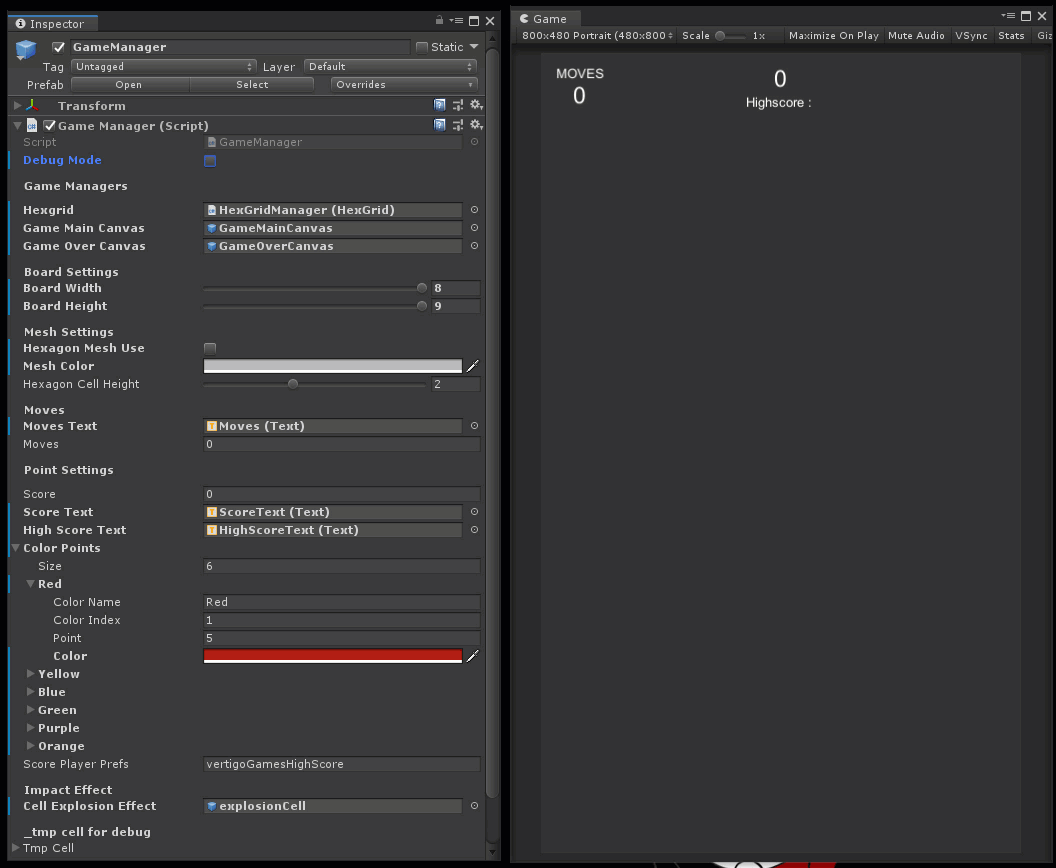 Inspector
GameManager Static
Tag Untagged Layer Default
Prefab Open Select Overrides
Transform
Game Manager (Script)
Script GameManager
Debug Mode
Game Managers
Hexgrid HexGridManager (HexGrid)
Game Main Canvas GameMainCanvas
Game Over Canvas GameOverCanvas
Board Settings
Board Width 8
Board Height 9
Mesh Settings
Hexagon Mesh Use
Mesh Color
Hexagon Cell Height 2
Moves
Moves Text Moves (Text)
Moves 0
Point Settings
Score 0
Score Text ScoreText (Text)
High Score Text HighScoreText (Text)
Color Points
Size 6
Red
Color Name Red
Color Index 1
Point 5
Color
Yellow
Blue
Green
Purple
Orange
Score Player Prefs vertigoGamesHighScore
Impact Effect
Cell Explosion Effect explosionCell
_tmp cell for debug
Tmp Cell
Game
800x480 Portrait (480x800 Scale 1x Maximize On Play Mute Audio VSync Stats Giz
MOVES 0
0 Highscore :